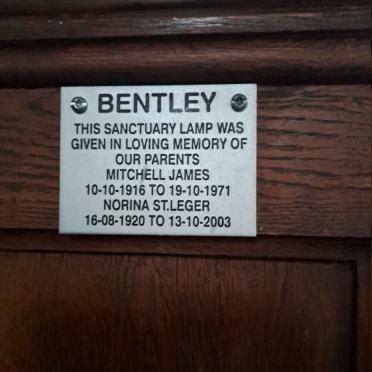 BENTLEY
THIS SANCTUARY LAMP WAS
GIVEN IN LOVING MEMORY OF
OUR PARENTS
MITCHELL JAMES
10-10-1916 TO 19-10-1971
NORINA ST.LEGER
16-08-1920 TO 13-10-2003